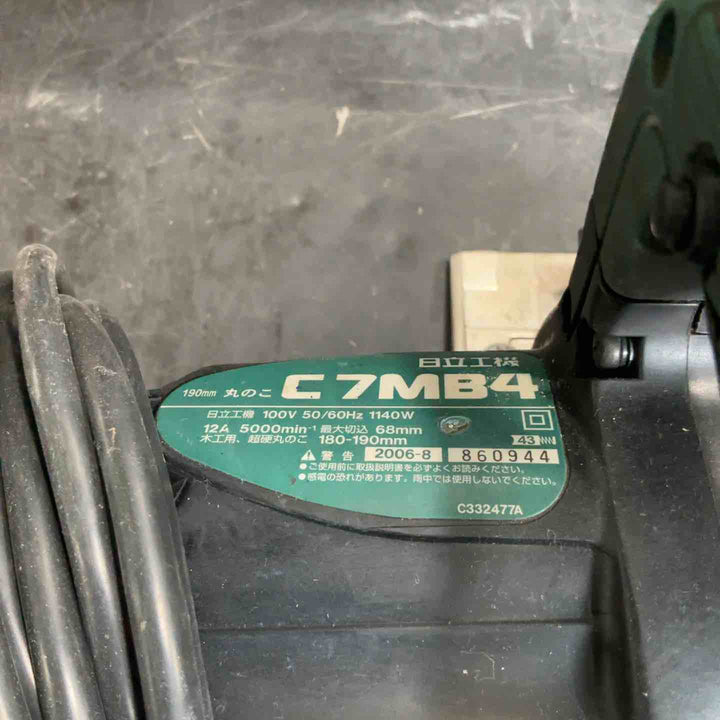 日立工機
190mm 丸のこ C7MB4
日立工機 100V 50/60Hz 1140W
12A 5000min⁻¹ 最大切込 68mm
木工用、超硬丸のこ 180-190mm
43
警告 2006-8 860944
●ご使用前に取扱説明書を必ずよくお読みください。
●感電の恐れがあります。雨中では使用しないでください。
C332477A